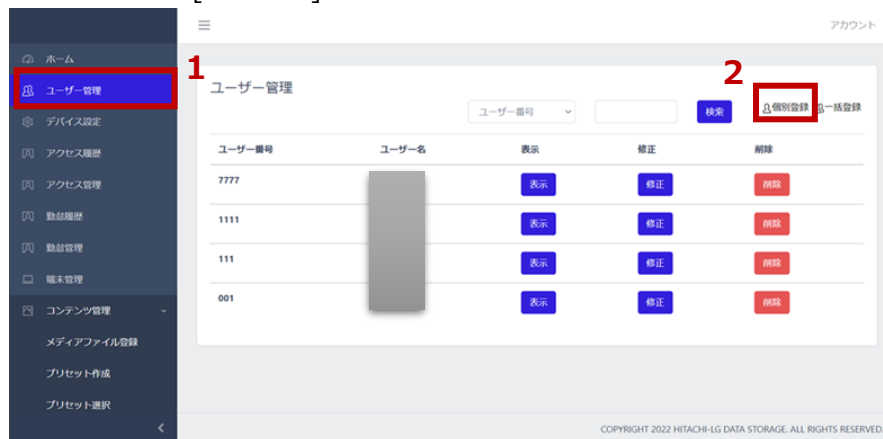 アカウント
ホーム
1
ユーザー管理
デバイス設定
アクセス履歴
アクセス管理
勤怠履歴
勤怠管理
端末管理
コンテンツ管理
メディアファイル登録
プリセット作成
プリセット選択
ユーザー管理
2
ユーザー番号 検索 個別登録 一括登録
ユーザー番号 ユーザー名 表示 修正 削除
7777 表示 修正 削除
1111 表示 修正 削除
111 表示 修正 削除
001 表示 修正 削除
COPYRIGHT 2022 HITACHI-LG DATA STORAGE. ALL RIGHTS RESERVED.